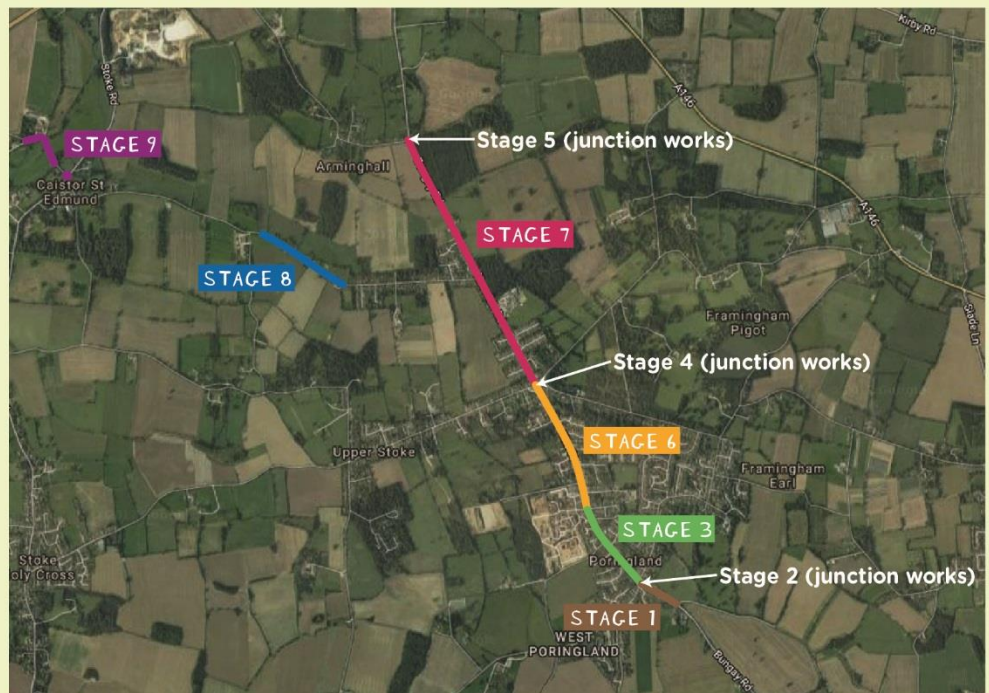 Kirby Rd
Stoke Rd
A146
STAGE 9
Stage 5 (junction works)
Arminghall
Caistor St
Edmund
A146
STAGE 7
STAGE 8
Framingham
Pigot
Slade Ln
Stage 4 (junction works)
STAGE 6
Upper Stoke
Framingham
Earl
STAGE 3
Stoke
oly Cross
Poringland
Stage 2 (junction works)
STAGE 1
WEST
PORINGLAND
Bungay Rd